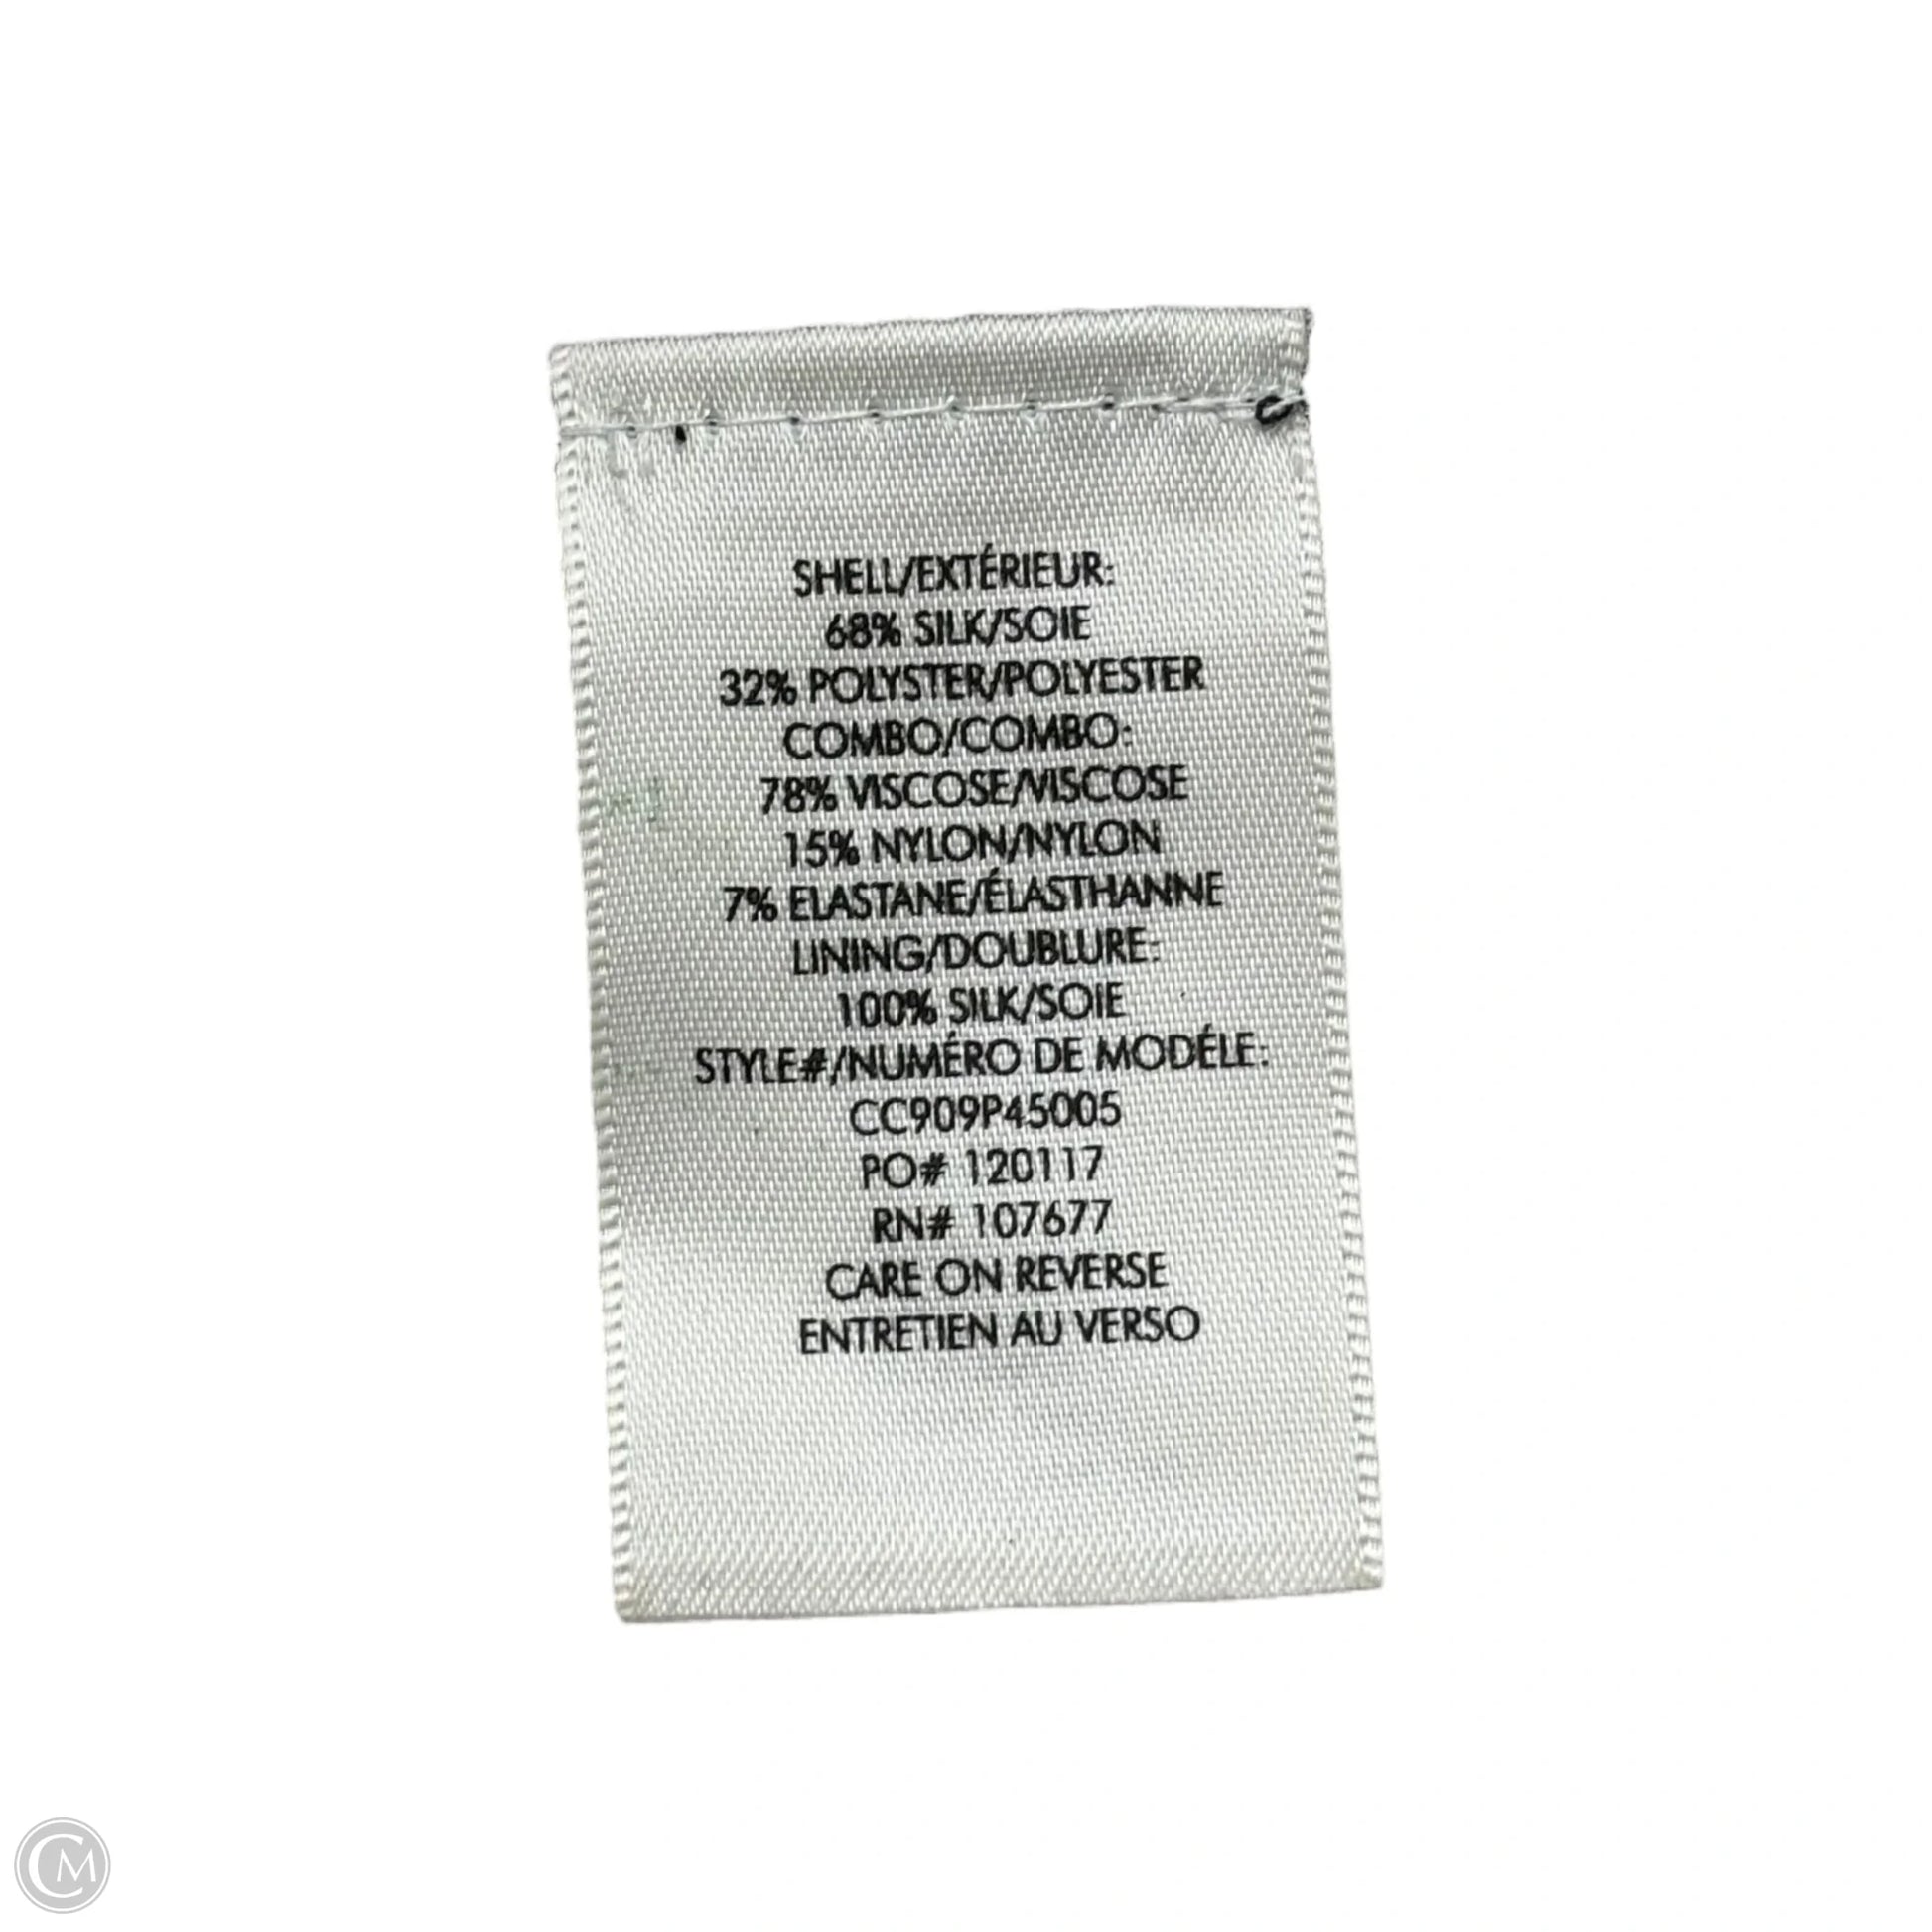 SHELL/EXTÉRIEUR:
68% SILK/SOIE
32% POLYSTER/POLYESTER
COMBO/COMBO:
78% VISCOSE/VISCOSE
15% NYLON/NYLON
7% ELASTANE/ÉLASTHANNE
LINING/DOUBLURE:
100% SILK/SOIE
STYLE#/NUMÉRO DE MODÉLE:
CC909P45005
PO# 120117
RN# 107677
CARE ON REVERSE
ENTRETIEN AU VERSO
CM